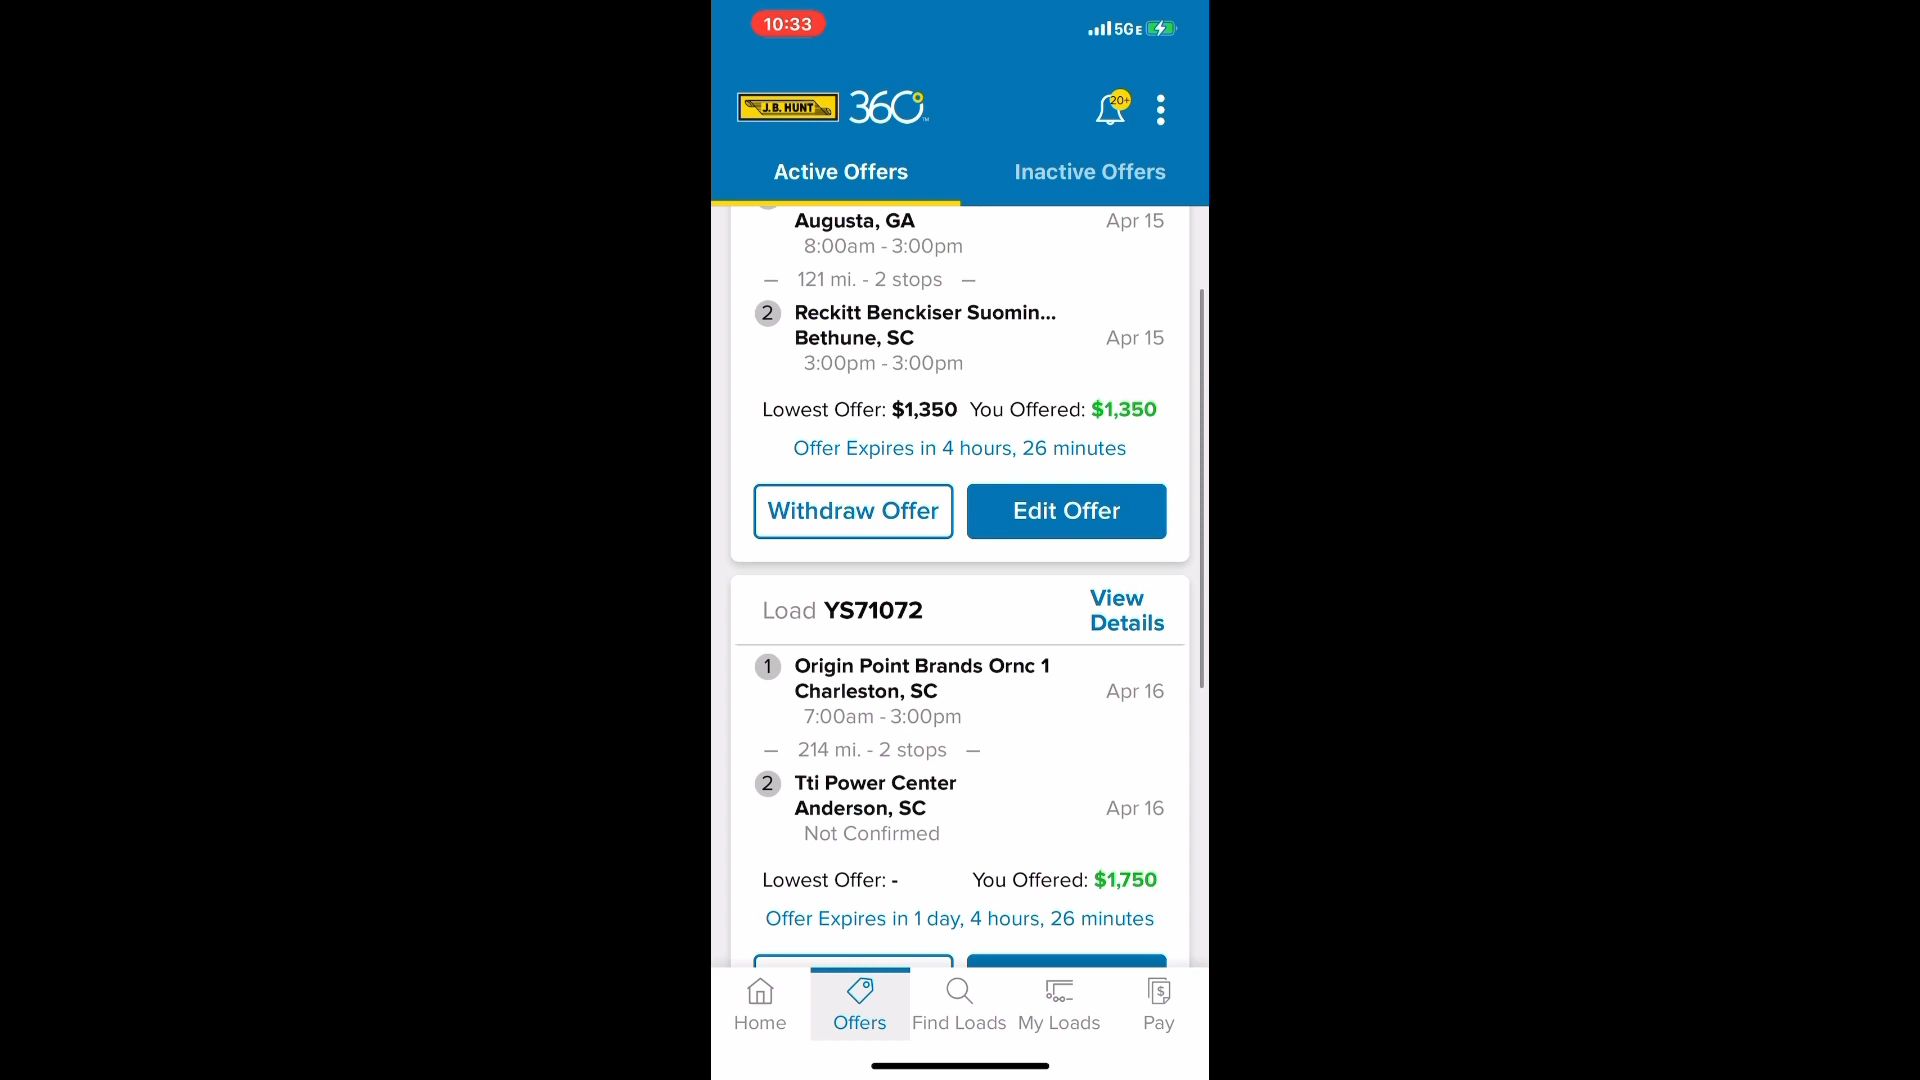 10:33
5GE
J.B. HUNT 360°
20+
Active Offers
Inactive Offers
Augusta, GA
Apr 15
8:00am - 3:00pm
– 121 mi. - 2 stops –
2 Reckitt Benckiser Suomin...
Bethune, SC
Apr 15
3:00pm - 3:00pm
Lowest Offer: $1,350 You Offered: $1,350
Offer Expires in 4 hours, 26 minutes
Withdraw Offer
Edit Offer
Load YS71072
View
Details
1 Origin Point Brands Ornc 1
Charleston, SC
Apr 16
7:00am - 3:00pm
– 214 mi. - 2 stops –
2 Tti Power Center
Anderson, SC
Apr 16
Not Confirmed
Lowest Offer: - You Offered: $1,750
Offer Expires in 1 day, 4 hours, 26 minutes
Home
Offers
Find Loads
My Loads
Pay